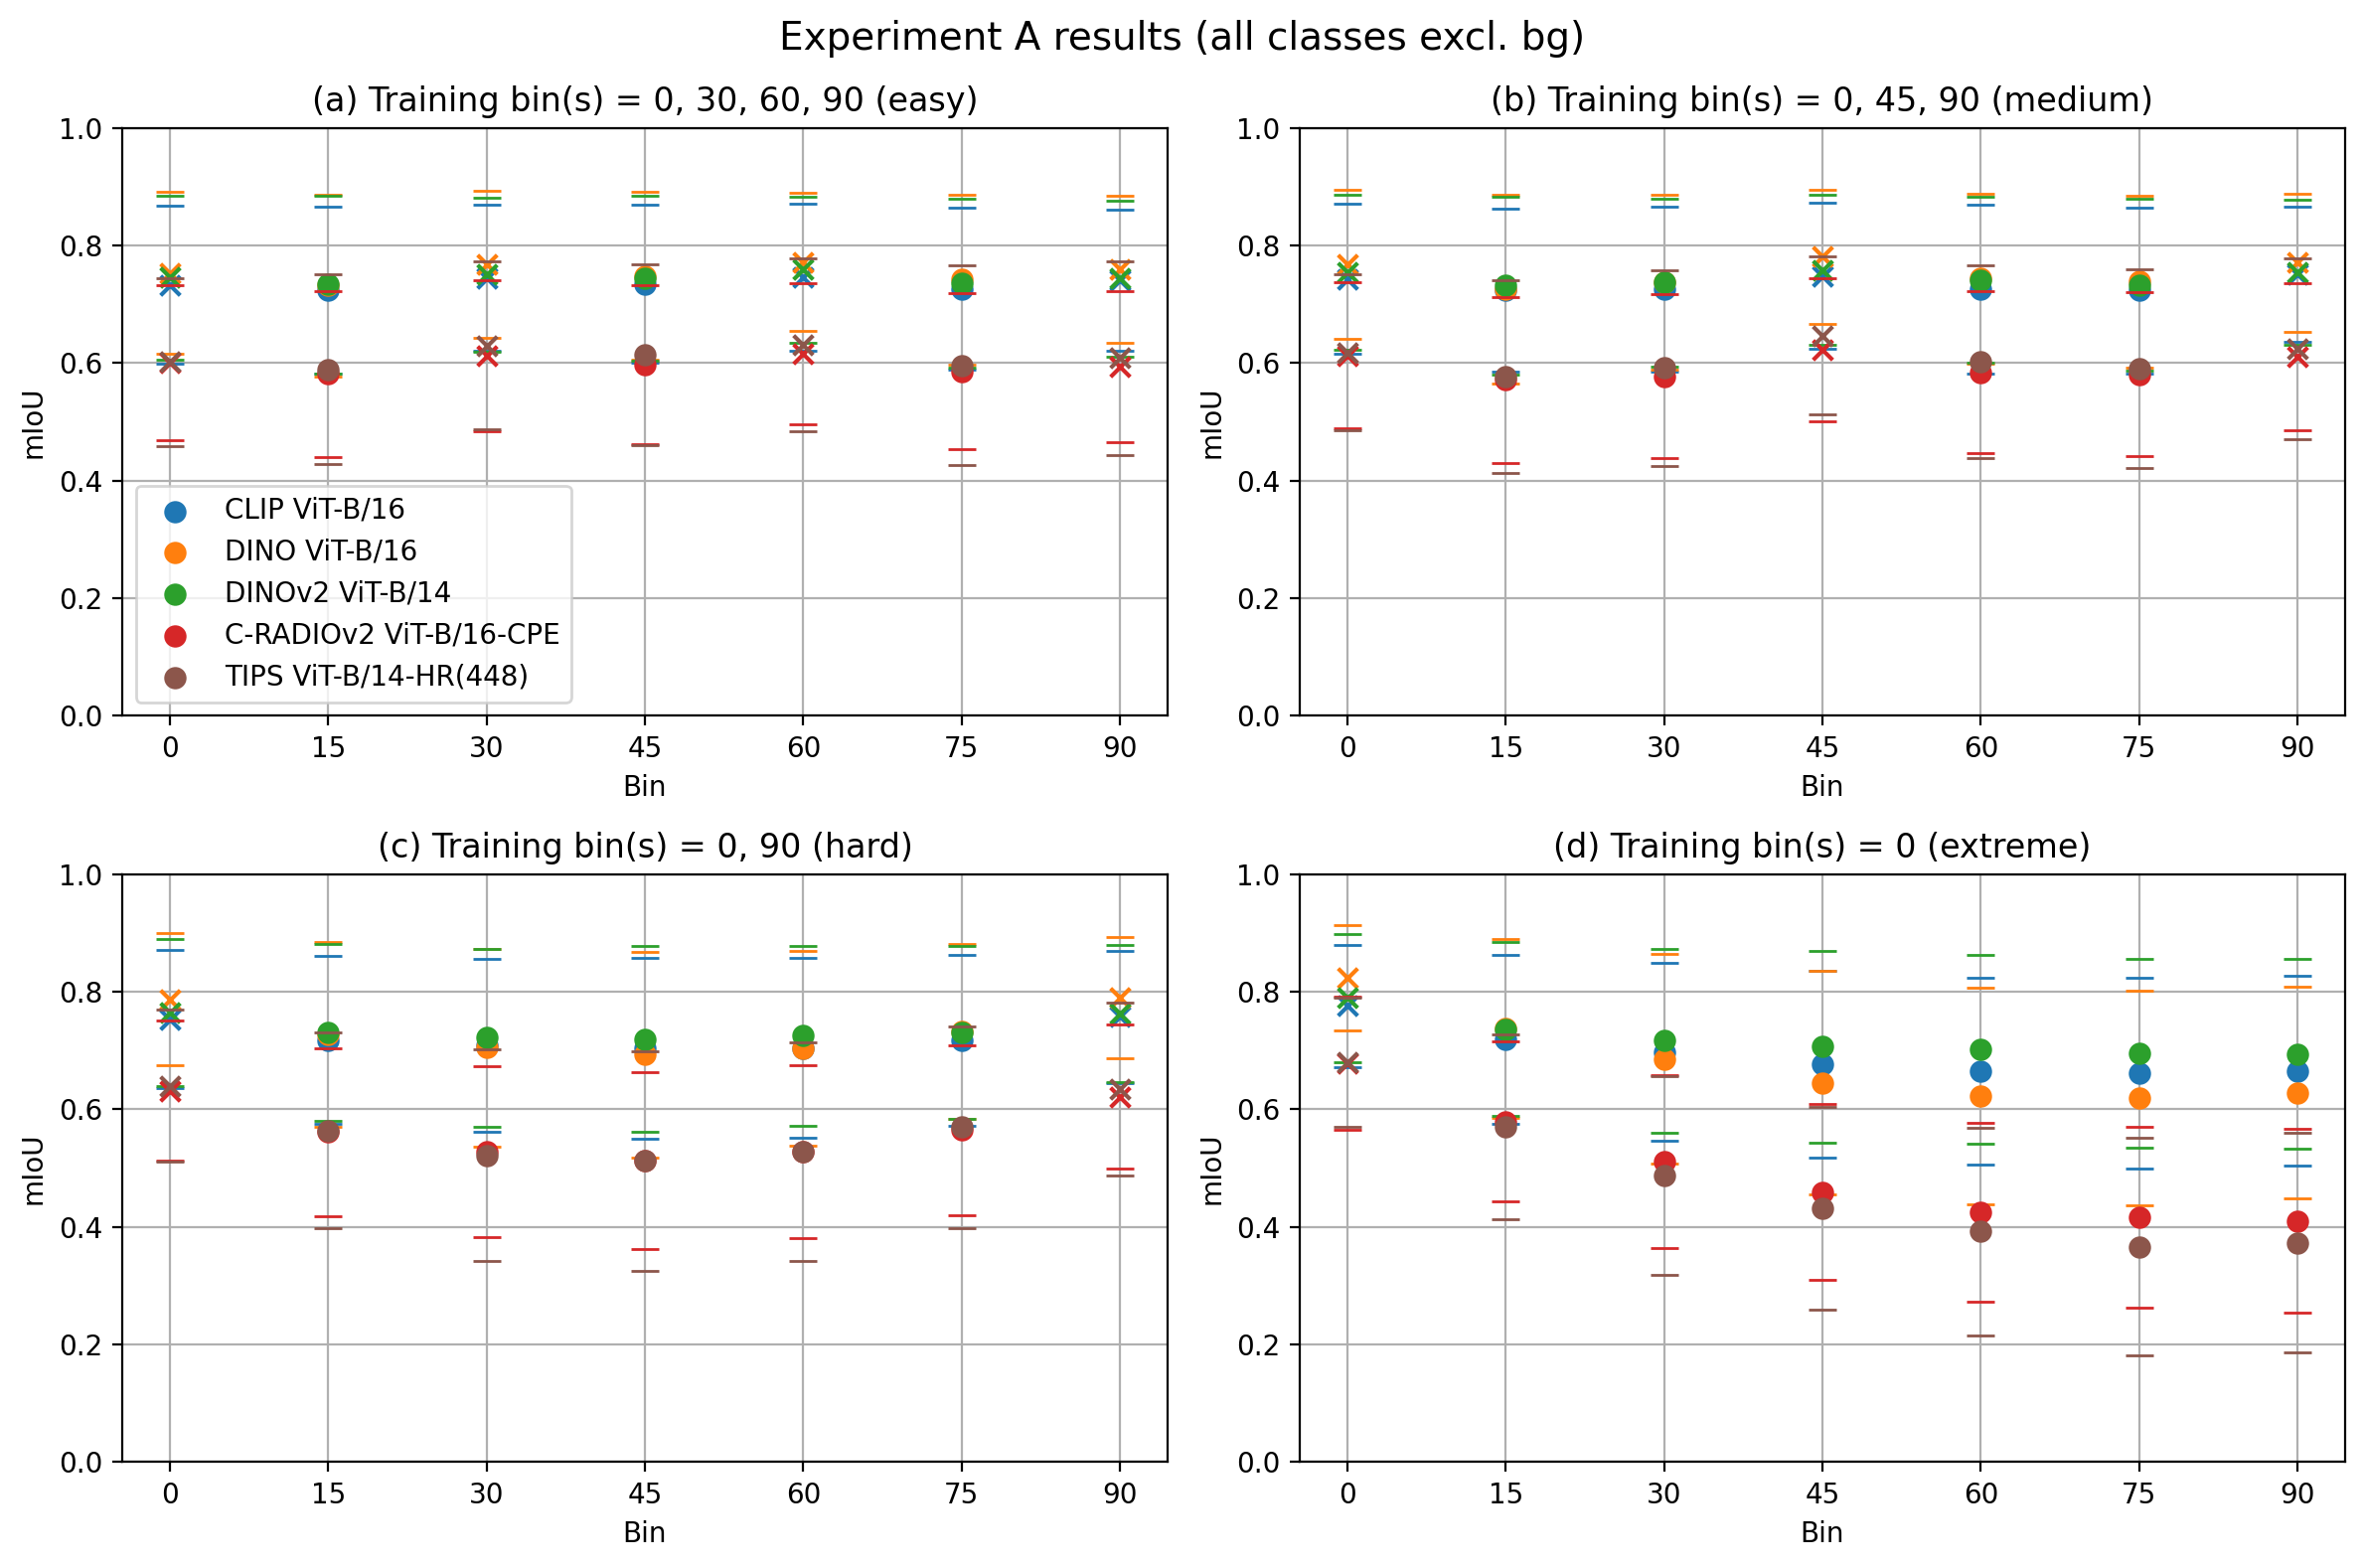 Experiment A results (all classes excl. bg)
(a) Training bin(s) = 0, 30, 60, 90 (easy)
1.0
0.8
0.6
0.4
0.2
0.0
mIoU
CLIP ViT-B/16
DINO ViT-B/16
DINOv2 ViT-B/14
C-RADIOv2 ViT-B/16-CPE
TIPS ViT-B/14-HR(448)
0 15 30 45 60 75 90
Bin
(b) Training bin(s) = 0, 45, 90 (medium)
1.0
0.8
0.6
0.4
0.2
0.0
mIoU
0 15 30 45 60 75 90
Bin
(c) Training bin(s) = 0, 90 (hard)
1.0
0.8
0.6
0.4
0.2
0.0
mIoU
0 15 30 45 60 75 90
Bin
(d) Training bin(s) = 0 (extreme)
1.0
0.8
0.6
0.4
0.2
0.0
mIoU
0 15 30 45 60 75 90
Bin